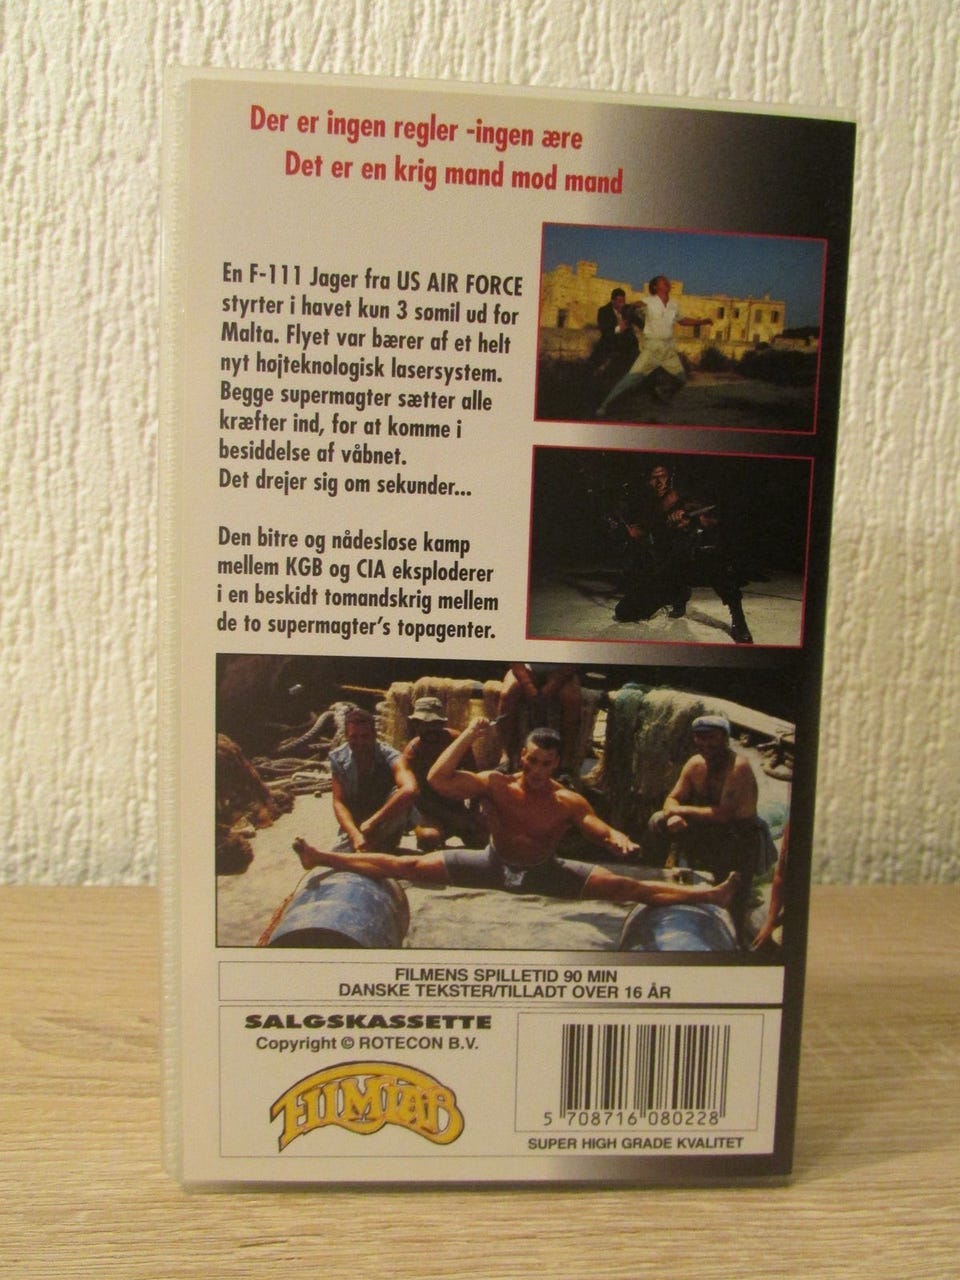 Der er ingen regler -ingen ære
Det er en krig mand mod mand
En F-111 Jager fra US AIR FORCE
styrter i havet kun 3 sømil ud for
Malta. Flyet var bærer af et helt
nyt højteknologisk lasersystem.
Begge supermagter sætter alle
kræfter ind, for at komme i
besiddelse af våbnet.
Det drejer sig om sekunder...
Den bitre og nådesløse kamp
mellem KGB og CIA eksploderer
i en beskidt tomandskrig mellem
de to supermagter's topagenter.
FILMENS SPILLETID 90 MIN
DANSKE TEKSTER/TILLADT OVER 16 ÅR
SALGSKASSETTE
Copyright © ROTECON B.V.
FILMLAB
5 708716 080228
SUPER HIGH GRADE KVALITET